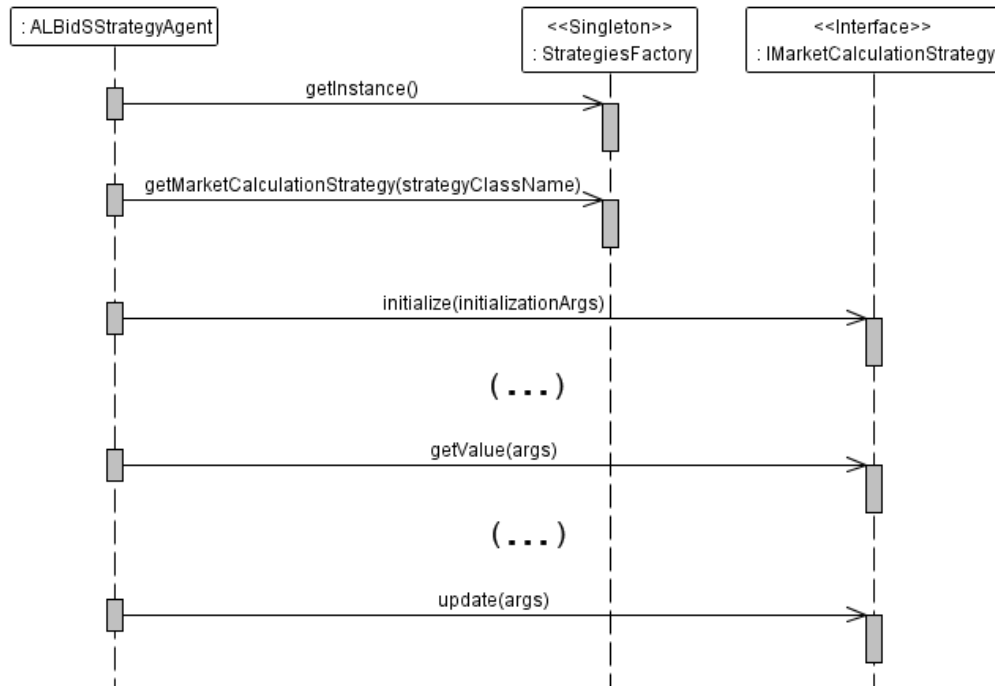 : ALBidSStrategyAgent
<<Singleton>>
: StrategiesFactory
<<Interface>>
: IMarketCalculationStrategy
getInstance()
getMarketCalculationStrategy(strategyClassName)
initialize(initializationArgs)
(...)
getValue(args)
(...)
update(args)